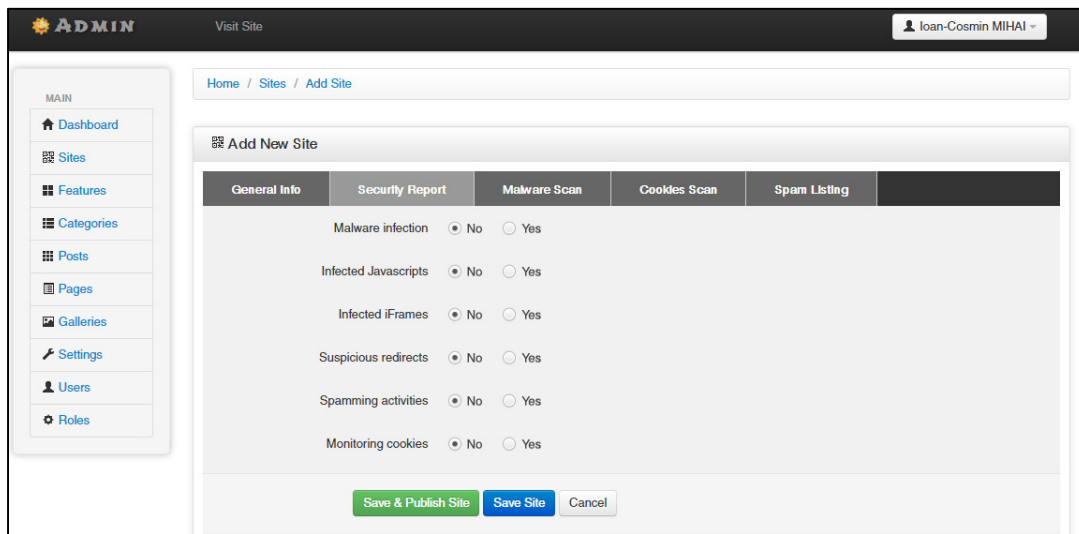 ADMIN
Visit Site
Ioan-Cosmin MIHAI
MAIN
Dashboard
Sites
Features
Categories
Posts
Pages
Galleries
Settings
Users
Roles
Home / Sites / Add Site
Add New Site
General Info Security Report Malware Scan Cookies Scan Spam Listing
Malware infection No Yes
Infected Javascripts No Yes
Infected iFrames No Yes
Suspicious redirects No Yes
Spamming activities No Yes
Monitoring cookies No Yes
Save & Publish Site Save Site Cancel